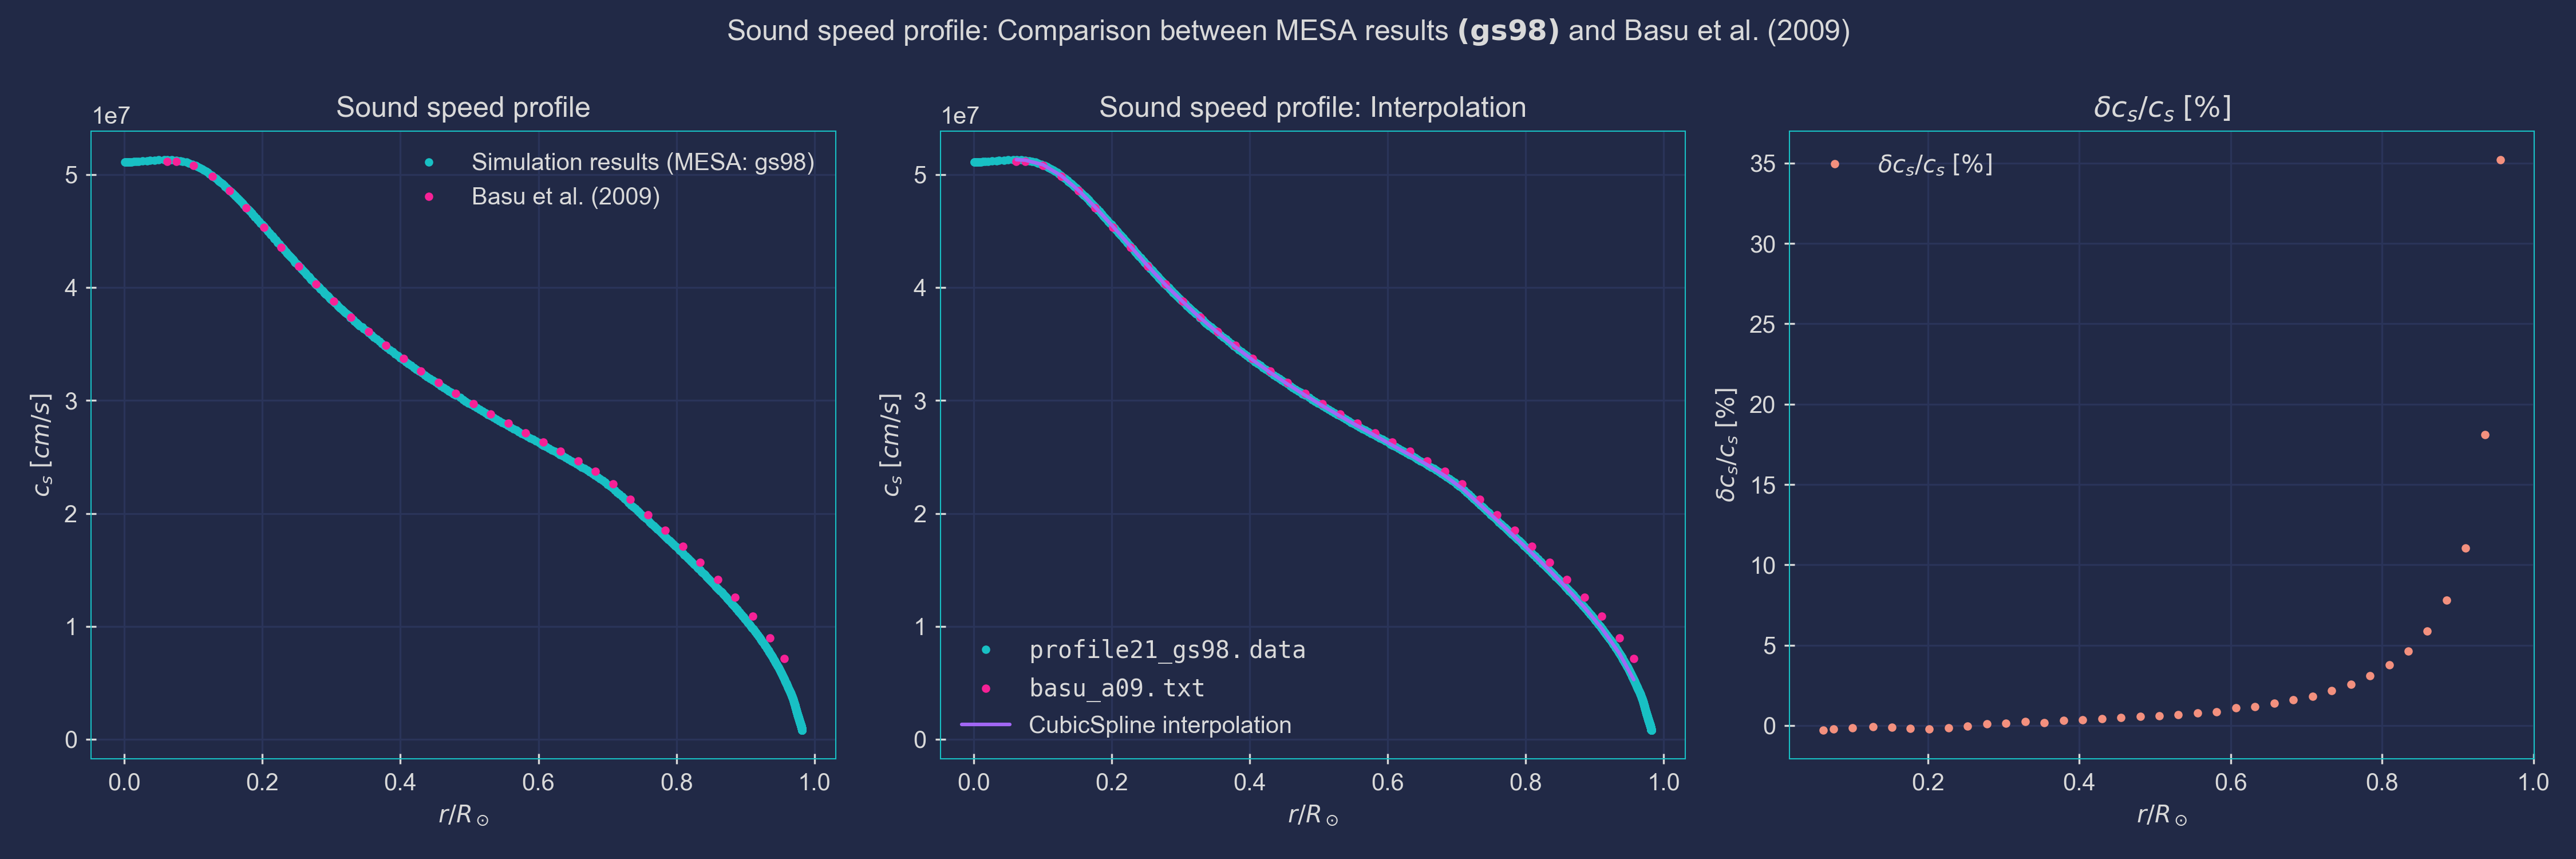 Sound speed profile: Comparison between MESA results (gs98) and Basu et al. (2009)
Sound speed profile
1e7
Simulation results (MESA: gs98)
Basu et al. (2009)
5
4
3
2
1
0
c_s [cm/s]
0.0 0.2 0.4 0.6 0.8 1.0
r/R_⊙
Sound speed profile: Interpolation
1e7
5
4
3
2
1
0
c_s [cm/s]
profile21_gs98.data
basu_a09.txt
CubicSpline interpolation
0.0 0.2 0.4 0.6 0.8 1.0
r/R_⊙
δc_s/c_s [%]
δc_s/c_s [%]
35
30
25
20
15
10
5
0
δc_s/c_s [%]
0.2 0.4 0.6 0.8 1.0
r/R_⊙